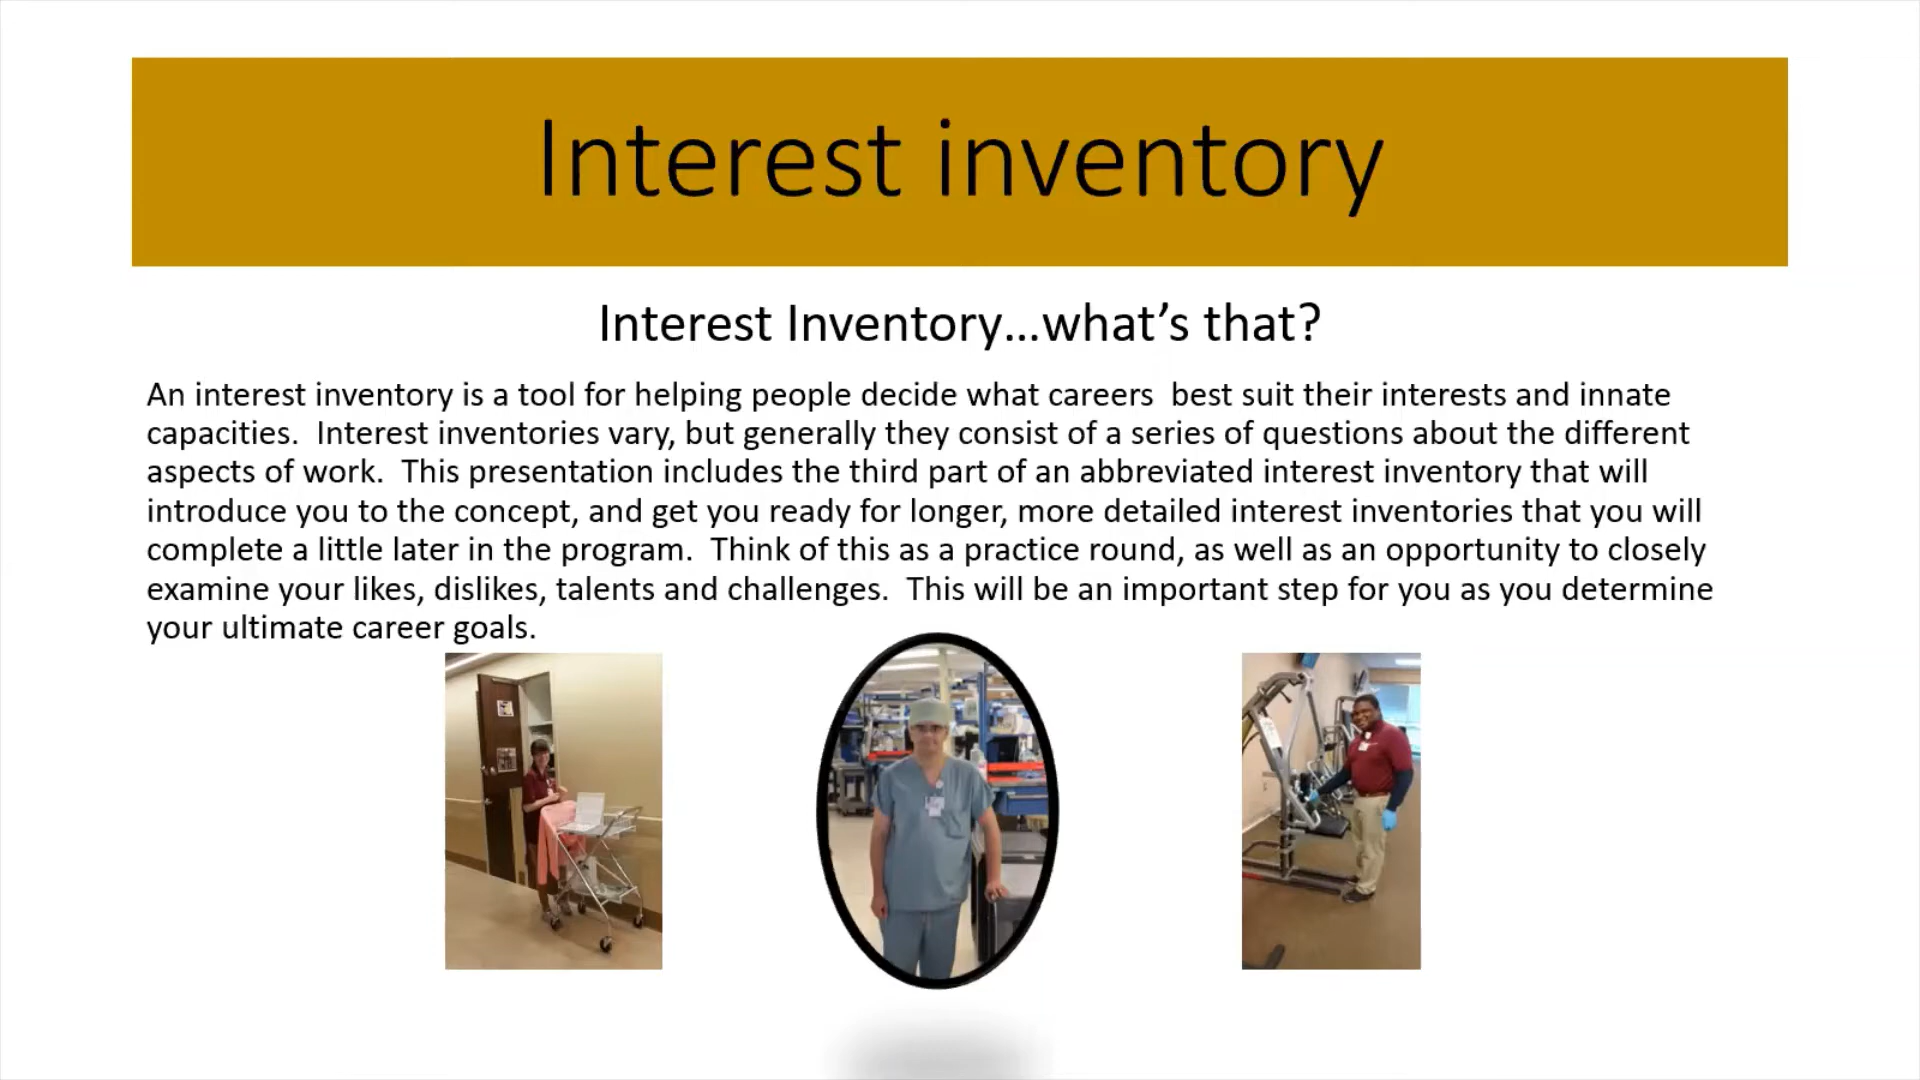 Interest inventory
Interest Inventory...what's that?
An interest inventory is a tool for helping people decide what careers  best suit their interests and innate
capacities.  Interest inventories vary, but generally they consist of a series of questions about the different
aspects of work.  This presentation includes the third part of an abbreviated interest inventory that will
introduce you to the concept, and get you ready for longer, more detailed interest inventories that you will
complete a little later in the program.  Think of this as a practice round, as well as an opportunity to closely
examine your likes, dislikes, talents and challenges.  This will be an important step for you as you determine
your ultimate career goals.